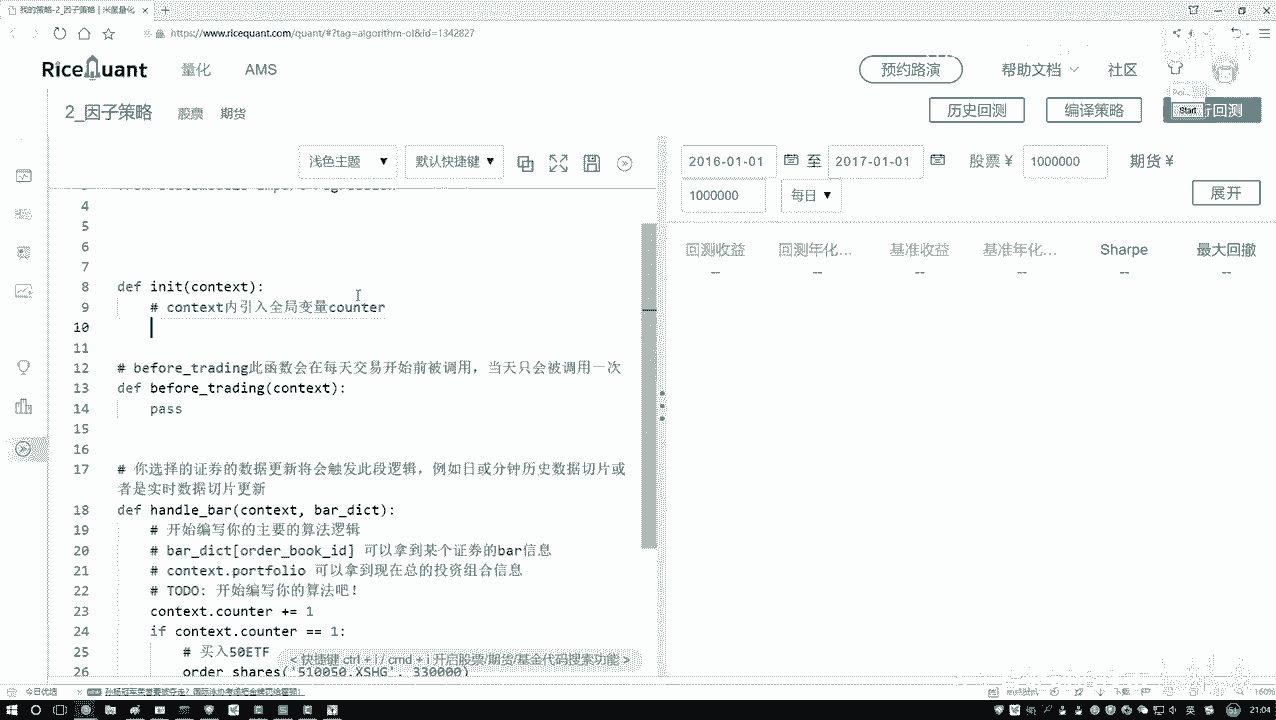 我的策略-2_因子策略 | 米筐量化
https://www.ricequant.com/quant/#?tag=algorithm-ol&id=1342827
RiceQuant 量化 AMS 预约路演 帮助文档 社区
2_因子策略 股票 期货 历史回测 编译策略 Start 行回测
浅色主题 默认快捷键 2016-01-01 至 2017-01-01 股票 ¥ 1000000 期货 ¥
1000000 每日 展开
回测收益 回测年化... 基准收益 基准年化... Sharpe 最大回撤
-- -- -- -- -- --
4
5
6
7
8 def init(context):
9 # context内引入全局变量counter
10
11
12 # before_trading此函数会在每天交易开始前被调用，当天只会被调用一次
13 def before_trading(context):
14 pass
15
16
17 # 你选择的证券的数据更新将会触发此段逻辑，例如日或分钟历史数据切片或
者是实时数据切片更新
18 def handle_bar(context, bar_dict):
19 # 开始编写你的主要的算法逻辑
20 # bar_dict[order_book_id] 可以拿到某个证券的bar信息
21 # context.portfolio 可以拿到现在总的投资组合信息
22 # TODO: 开始编写你的算法吧！
23 context.counter += 1
24 if context.counter == 1:
25 # 买入50ETF
< 快捷键 ctrl + i / cmd + i 开启股票/期货/基金代码搜索功能 >
26 order_shares('510050.XSHG', 330000)
今日优选
下载 160%
英 21:04